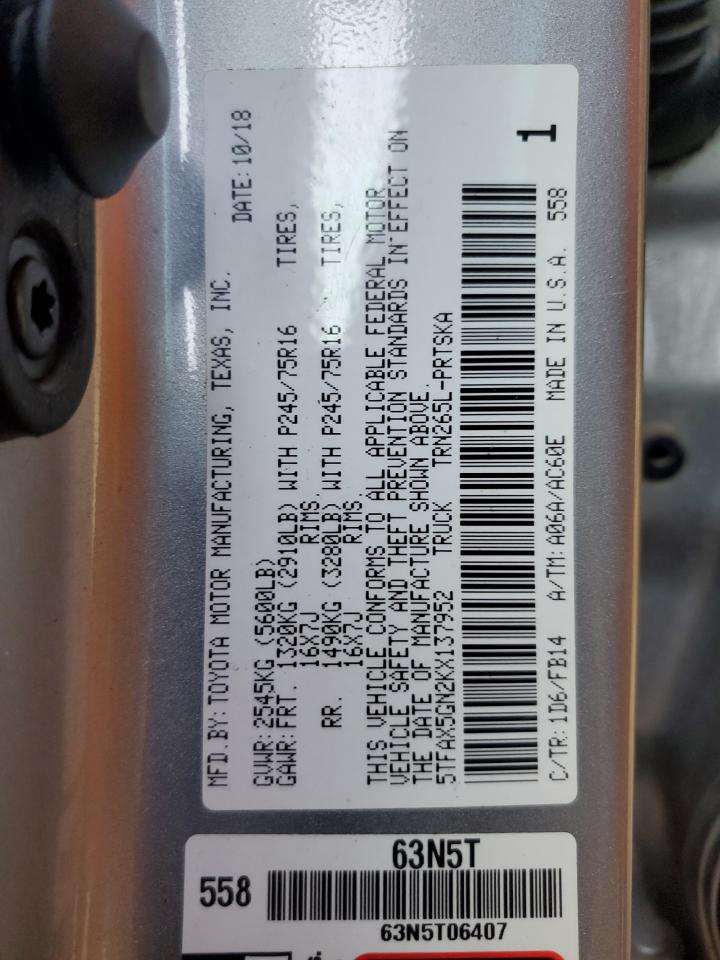 MFD.BY: TOYOTA MOTOR MANUFACTURING, TEXAS, INC.
DATE: 10/18
GVWR: 2545KG (5600LB)
GAWR: FRT. 1320KG (2910LB) WITH P245/75R16 TIRES,
16X7J RIMS.
RR. 1490KG (3280LB) WITH P245/75R16 TIRES,
16X7J RIMS.
THIS VEHICLE CONFORMS TO ALL APPLICABLE FEDERAL MOTOR
VEHICLE SAFETY AND THEFT PREVENTION STANDARDS IN EFFECT ON
THE DATE OF MANUFACTURE SHOWN ABOVE.
5TFAX5GN2KX137952 TRUCK TRN265L-PRTSKA
1
C/TR: 1D6/FB14 A/TM: A06A/AC60E MADE IN U.S.A. 558
63N5T
558
63N5T06407